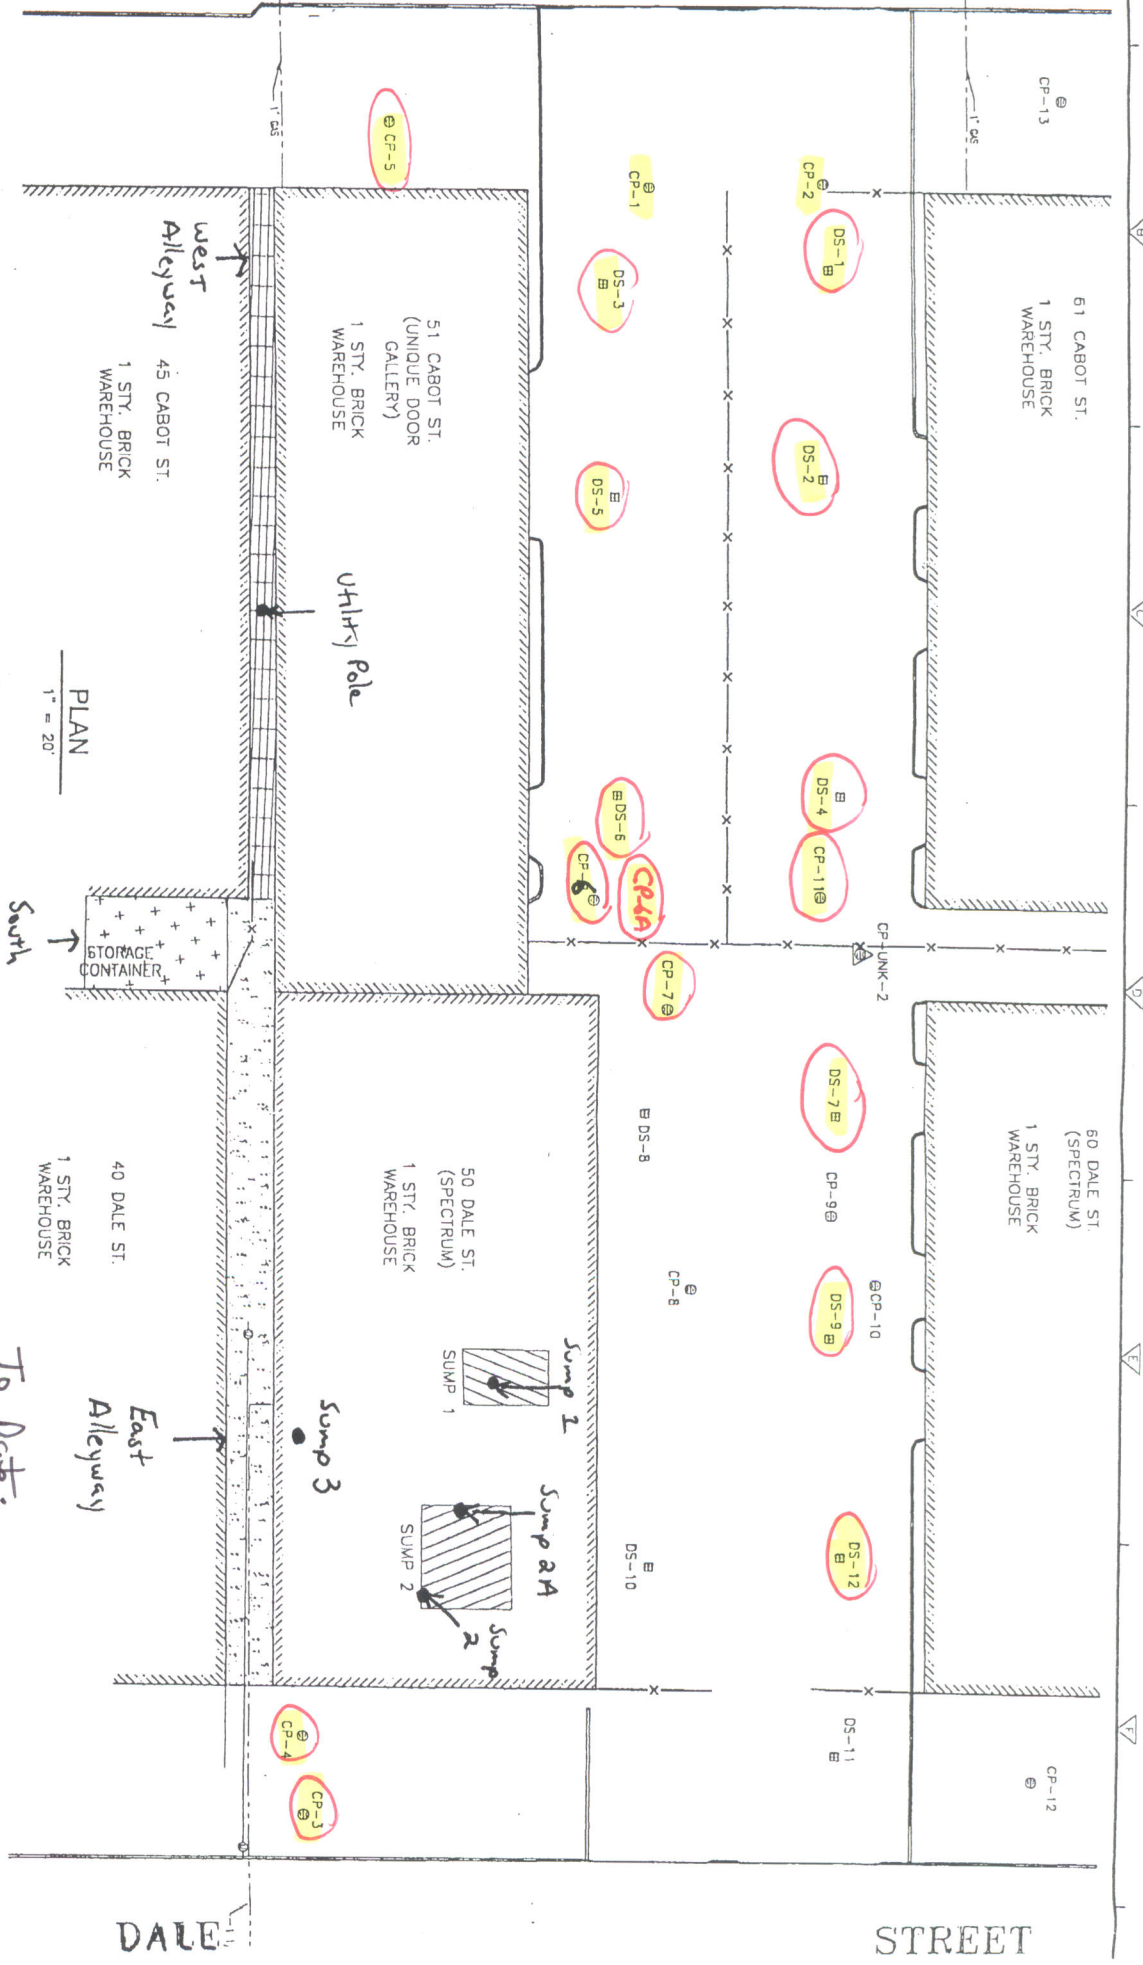 CP-13
1" GAS
1" GAS
CP-5
CP-1
CP-2
DS-1
DS-3
61 CABOT ST.
1 STY. BRICK
WAREHOUSE
51 CABOT ST.
(UNIQUE DOOR
GALLERY)
1 STY. BRICK
WAREHOUSE
West
Alleyway
45 CABOT ST.
1 STY. BRICK
WAREHOUSE
DS-2
DS-5
Utility Pole
PLAN
1" = 20'
DS-4
DS-6
CP-11
CP-6
CP-6A
CP-UNK-2
CP-7
South
STORAGE
CONTAINER
DS-7
DS-8
CP-9
CP-8
CP-10
DS-9
60 DALE ST.
(SPECTRUM)
1 STY. BRICK
WAREHOUSE
50 DALE ST.
(SPECTRUM)
1 STY. BRICK
WAREHOUSE
40 DALE ST.
1 STY. BRICK
WAREHOUSE
Sump 1
SUMP 1
Sump 3
East
Alleyway
Sump 2A
SUMP 2
Sump
2
DS-10
DS-12
To Date:
CP-4
CP-3
DS-11
CP-12
B
C
D
E
F
DALE
STREET